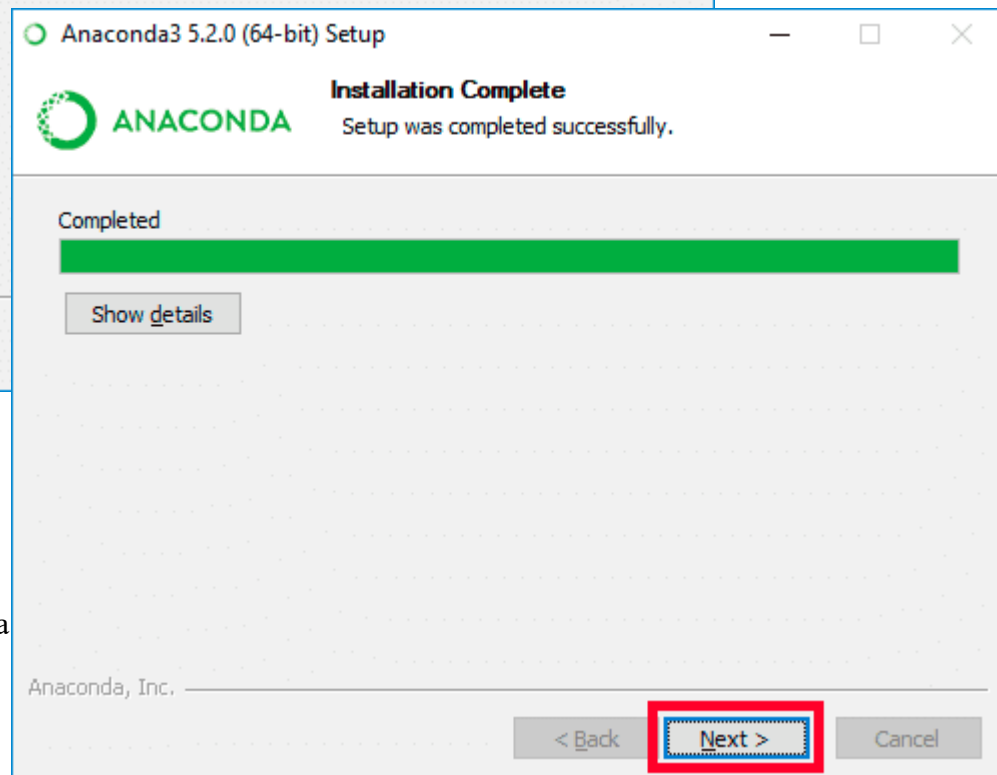 Anaconda3 5.2.0 (64-bit) Setup
Installation Complete
ANACONDA
Setup was completed successfully.
Completed
Show details
a
Anaconda, Inc.
< Back
Next >
Cancel